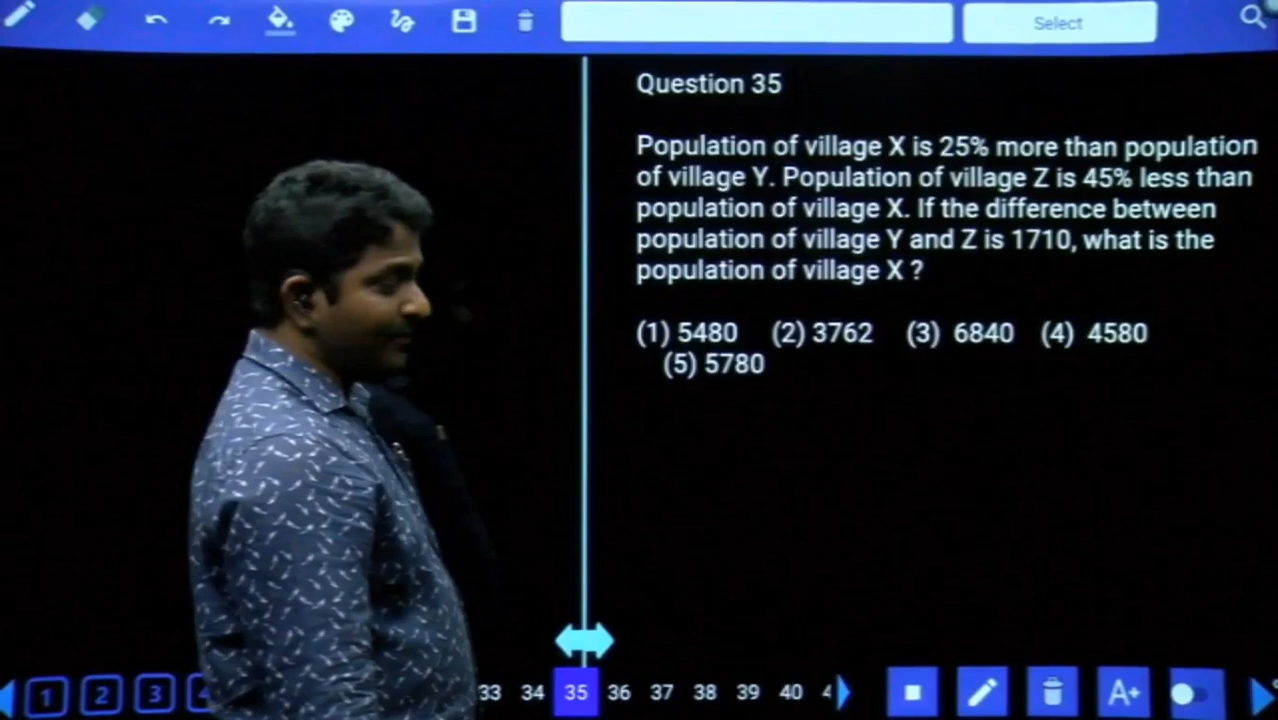 Select
Question 35
Population of village X is 25% more than population
of village Y. Population of village Z is 45% less than
population of village X. If the difference between
population of village Y and Z is 1710, what is the
population of village X ?
(1) 5480 (2) 3762 (3) 6840 (4) 4580
(5) 5780
1 2 3 4 33 34 35 36 37 38 39 40 4 A+